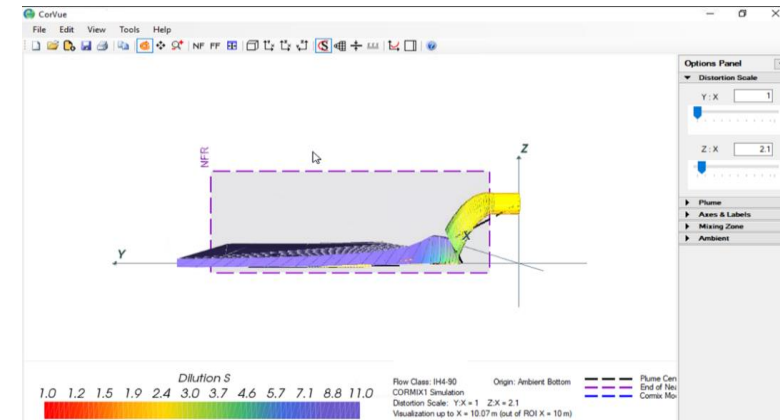 CorVue
File Edit View Tools Help
NF FF
Options Panel
Distortion Scale
Y : X 1
Z : X 2.1
Plume
Axes & Labels
Mixing Zone
Ambient
NFR
Z
Y
X
Dilution S
1.0 1.2 1.5 1.9 2.4 3.0 3.7 4.6 5.7 7.1 8.8 11.0
Flow Class: IH4-90 Origin: Ambient Bottom
CORMIX1 Simulation
Distortion Scale: Y:X = 1 Z:X = 2.1
Visualization up to X = 10.07 m (out of ROI X = 10 m)
Plume Cen
End of Nea
Cormix Mo